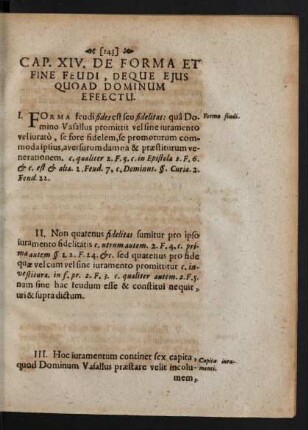 [143]
CAP. XIV. DE FORMA ET
FINE FEUDI, DEQUE EJUS
QUOAD DOMINUM
EFFECTU.
I. FORMA feudi fides est seo fidelitas: quâ Do- Forma feudi.
mino Vasallus promittit vel sine iuramento
vel iuratò, se fore fidelem, se promoturum com-
moda ipsius, aversurum damna & præstiturum ve-
nerationem. c. qualiter 2. F. 5. c. in Epistola 2. F. 6.
& c. est & alia. 2. Feud. 7, c. Dominus. §. Curia. 2.
Feud. 22.
II. Non quatenus fidelitas sumitur pro ipso
iuramento fidelitatis c. utrum autem. 2. F. 4. c. pri-
mo autem § 1. 2. F. 24. &c. sed quatenus pro fide
quæ vel cum vel sine iuramento promittitur c. in-
vestitura. in f. pr. 2. F. 3. c. qualiter autem. 2. F. 5.
nam sine hac feudum esse & constitui nequit,
uti & supra dictum.
III. Hoc iuramentum continet sex capita, Capita iura-
quod Dominum Vasallus præstare velit incolu- menti.
mem,